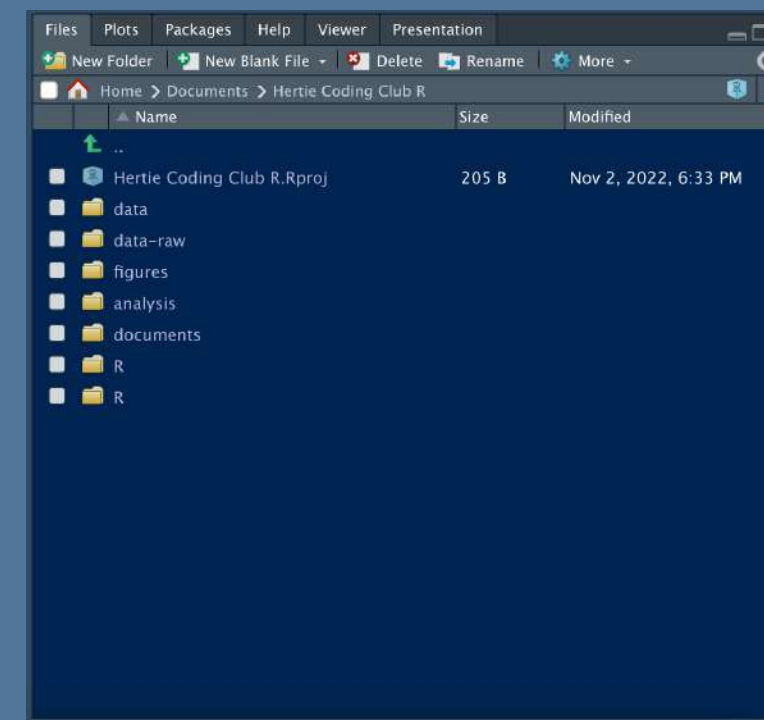 Files Plots Packages Help Viewer Presentation
New Folder New Blank File Delete Rename More
Home Documents Hertie Coding Club R
Name Size Modified
..
Hertie Coding Club R.Rproj 205 B Nov 2, 2022, 6:33 PM
data
data-raw
figures
analysis
documents
R
R